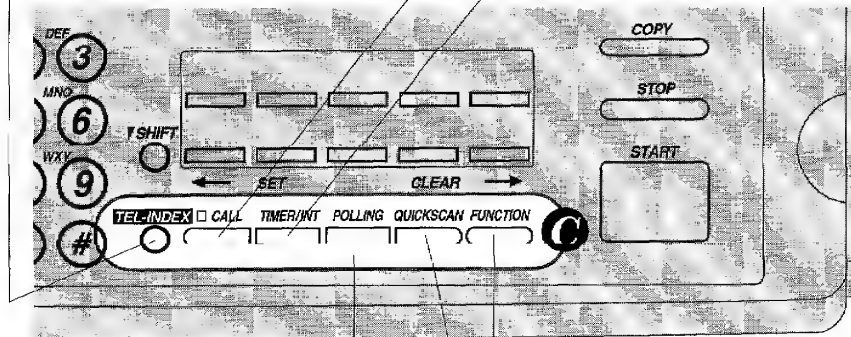 DEF
3
COPY
MNO
6
STOP
▼SHIFT
WXY
9
START
← SET CLEAR →
TEL-INDEX □ CALL TIMER/INT POLLING QUICKSCAN FUNCTION
#
C